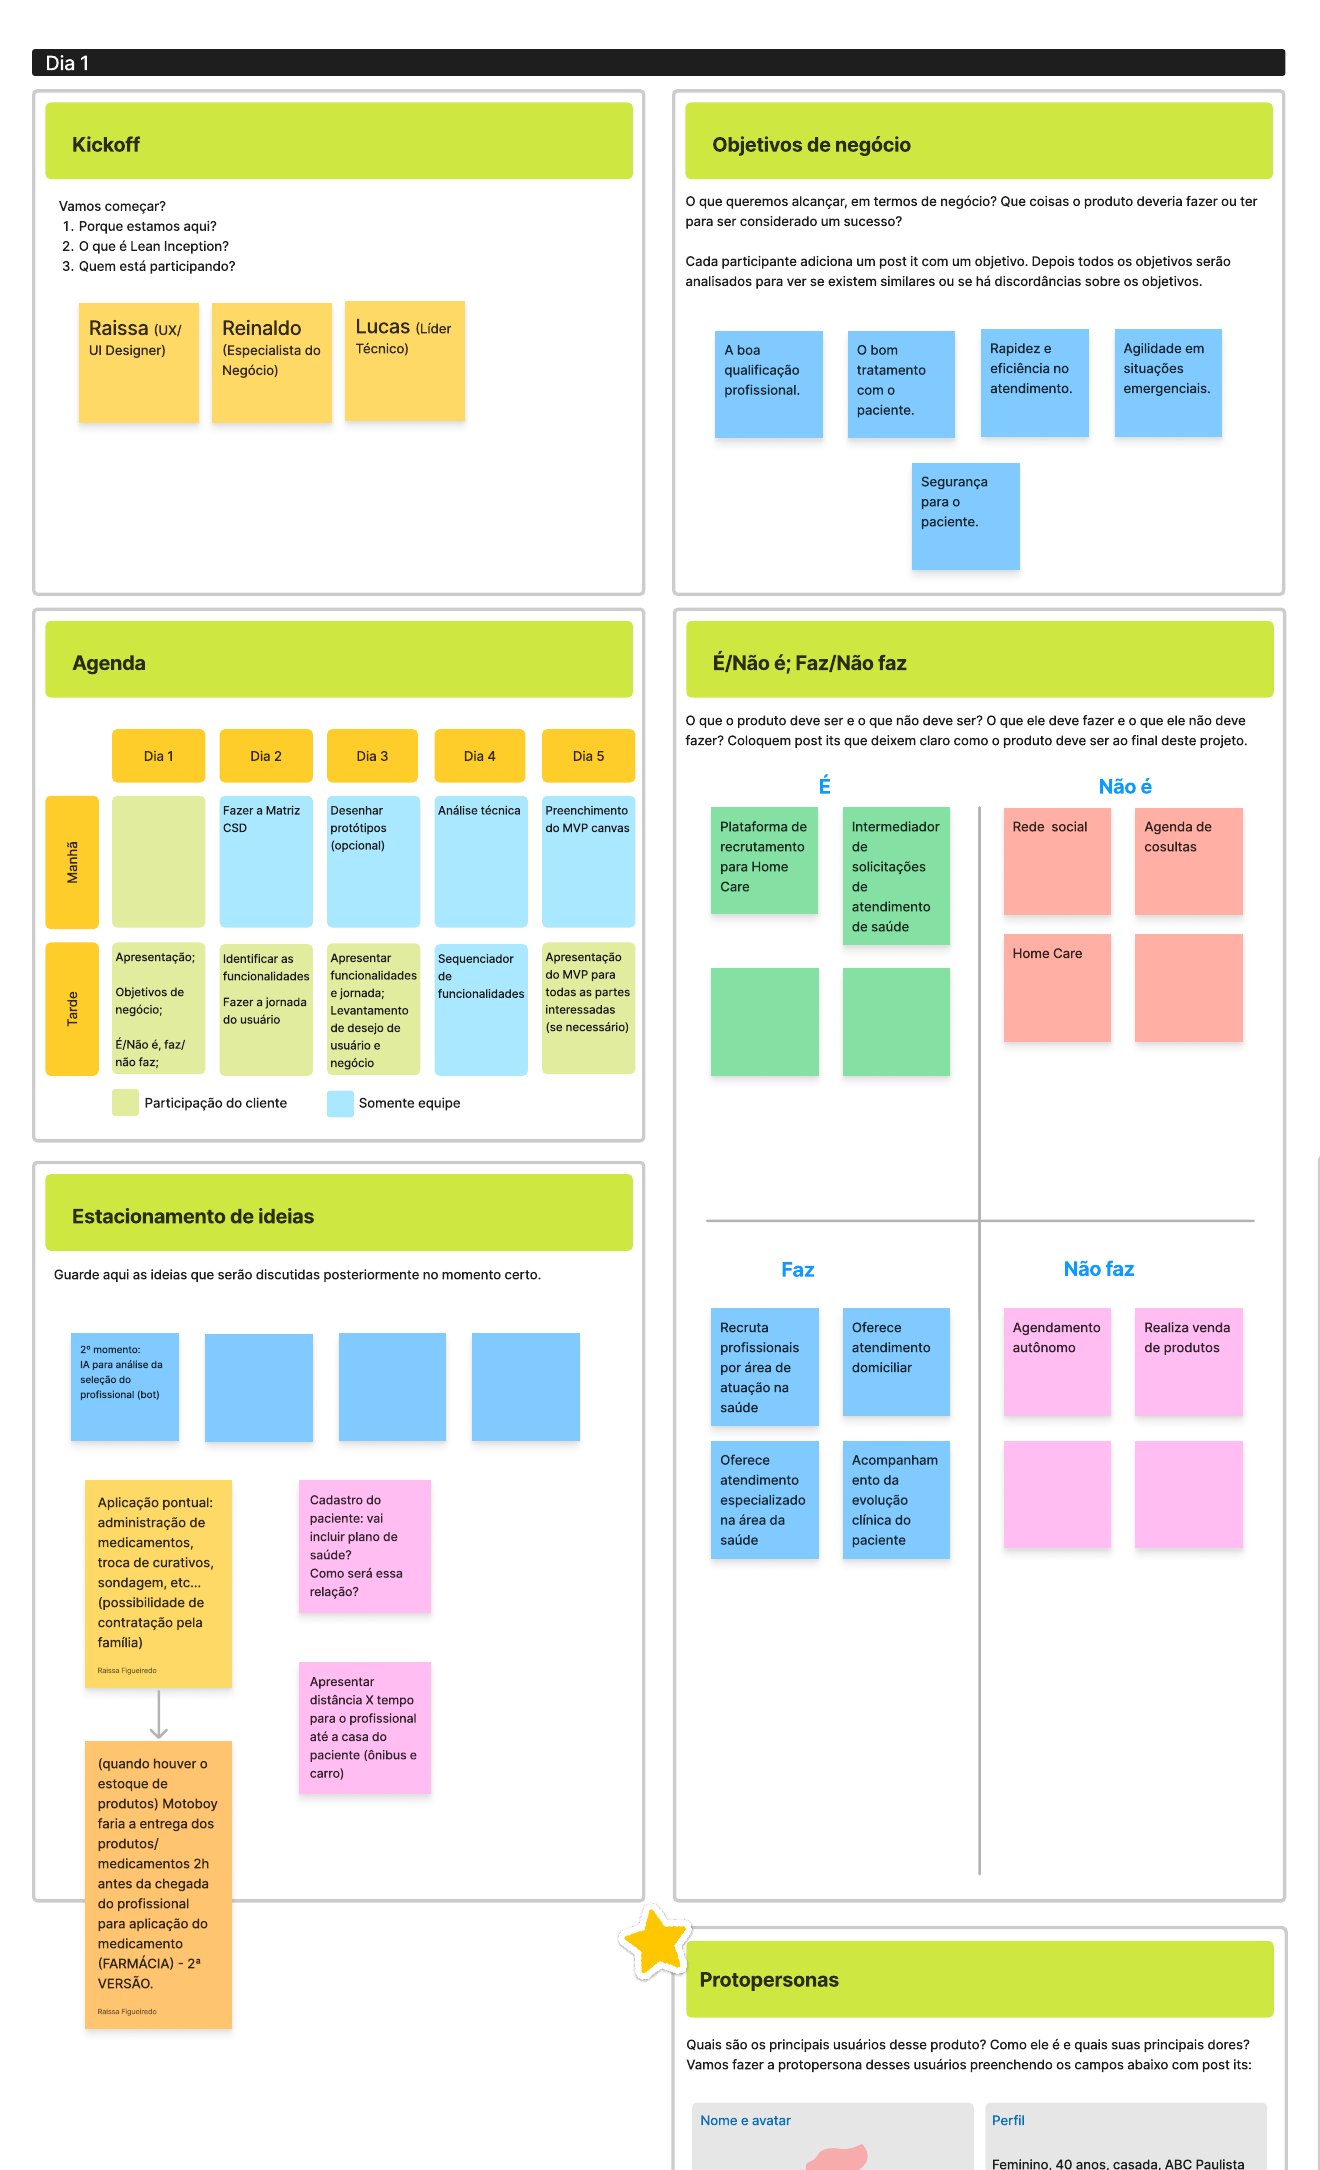 Dia 1
Kickoff
Vamos começar?
1. Porque estamos aqui?
2. O que é Lean Inception?
3. Quem está participando?
Raissa (UX/
UI Designer)
Reinaldo
(Especialista do
Negócio)
Lucas (Líder
Técnico)
Objetivos de negócio
O que queremos alcançar, em termos de negócio? Que coisas o produto deveria fazer ou ter
para ser considerado um sucesso?
Cada participante adiciona um post it com um objetivo. Depois todos os objetivos serão
analisados para ver se existem similares ou se há discordâncias sobre os objetivos.
A boa
qualificação
profissional.
O bom
tratamento
com o
paciente.
Rapidez e
eficiência no
atendimento.
Agilidade em
situações
emergenciais.
Segurança
para o
paciente.
Agenda
Dia 1
Dia 2
Dia 3
Dia 4
Dia 5
Manhã
Fazer a Matriz
CSD
Desenhar
protótipos
(opcional)
Análise técnica
Preenchimento
do MVP canvas
Tarde
Apresentação;
Objetivos de
negócio;
É/Não é, faz/
não faz;
Identificar as
funcionalidades
Fazer a jornada
do usuário
Apresentar
funcionalidades
e jornada;
Levantamento
de desejo de
usuário e
negócio
Sequenciador
de
funcionalidades
Apresentação
do MVP para
todas as partes
interessadas
(se necessário)
Participação do cliente
Somente equipe
É/Não é; Faz/Não faz
O que o produto deve ser e o que não deve ser? O que ele deve fazer e o que ele não deve
fazer? Coloquem post its que deixem claro como o produto deve ser ao final deste projeto.
É
Plataforma de
recrutamento
para Home
Care
Intermediador
de
solicitações
de
atendimento
de saúde
Não é
Rede social
Agenda de
cosultas
Home Care
Faz
Recruta
profissionais
por área de
atuação na
saúde
Oferece
atendimento
domiciliar
Oferece
atendimento
especializado
na área da
saúde
Acompanham
ento da
evolução
clínica do
paciente
Não faz
Agendamento
autônomo
Realiza venda
de produtos
Estacionamento de ideias
Guarde aqui as ideias que serão discutidas posteriormente no momento certo.
2º momento:
IA para análise da
seleção do
profissional (bot)
Aplicação pontual:
administração de
medicamentos,
troca de curativos,
sondagem, etc...
(possibilidade de
contratação pela
família)
Raissa Figueiredo
Cadastro do
paciente: vai
incluir plano de
saúde?
Como será essa
relação?
Apresentar
distância X tempo
para o profissional
até a casa do
paciente (ônibus e
carro)
(quando houver o
estoque de
produtos) Motoboy
faria a entrega dos
produtos/
medicamentos 2h
antes da chegada
do profissional
para aplicação do
medicamento
(FARMÁCIA) - 2ª
VERSÃO.
Raissa Figueiredo
Protopersonas
Quais são os principais usuários desse produto? Como ele é e quais suas principais dores?
Vamos fazer a protopersona desses usuários preenchendo os campos abaixo com post its:
Nome e avatar
Perfil
Feminino, 40 anos, casada, ABC Paulista